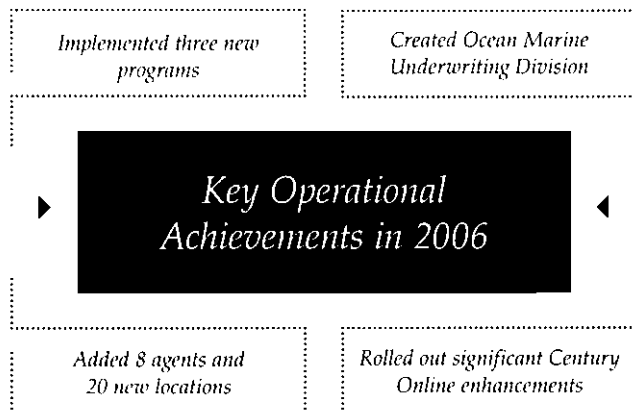 Implemented three new
programs
Created Ocean Marine
Underwriting Division
Key Operational
Achievements in 2006
Added 8 agents and
20 new locations
Rolled out significant Century
Online enhancements